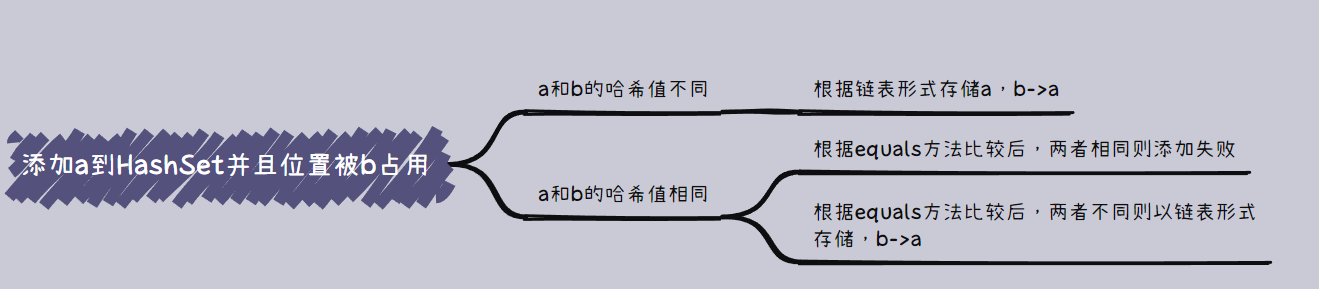 添加a到HashSet并且位置被b占用
a和b的哈希值不同
根据链表形式存储a，b->a
a和b的哈希值相同
根据equals方法比较后，两者相同则添加失败
根据equals方法比较后，两者不同则以链表形式
存储，b->a